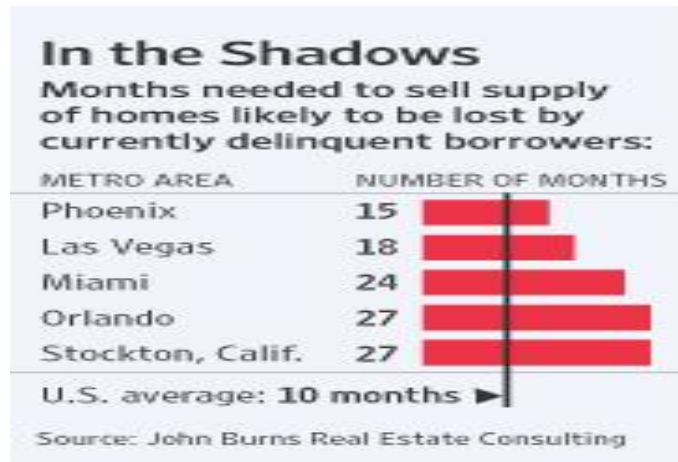 In the Shadows
Months needed to sell supply
of homes likely to be lost by
currently delinquent borrowers:
METRO AREA NUMBER OF MONTHS
Phoenix 15
Las Vegas 18
Miami 24
Orlando 27
Stockton, Calif. 27
U.S. average: 10 months ►
Source: John Burns Real Estate Consulting